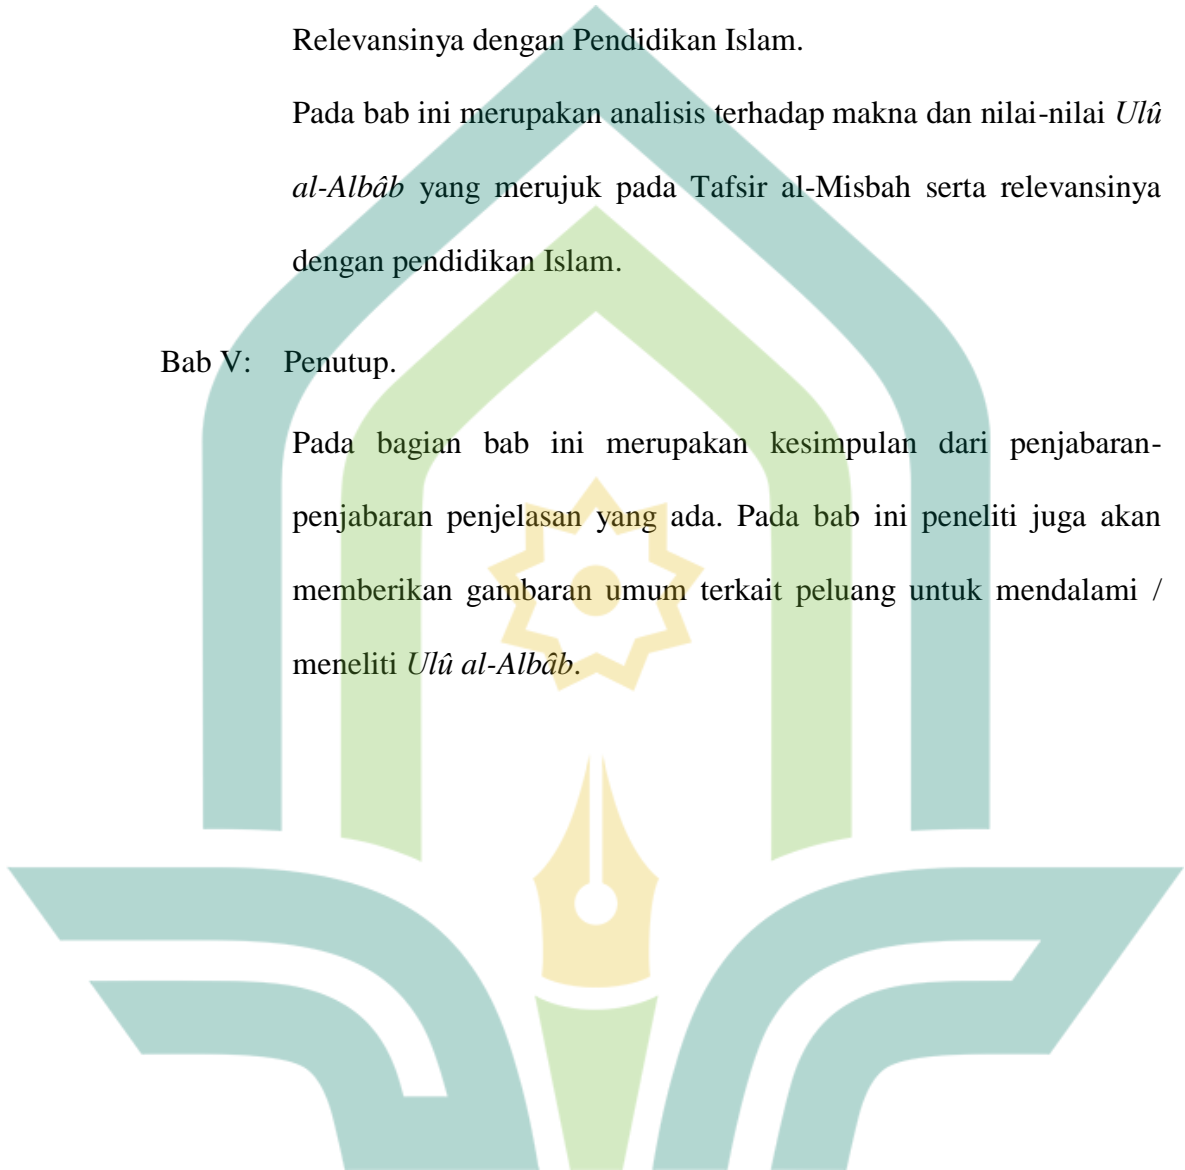 Relevansinya dengan Pendidikan Islam.
Pada bab ini merupakan analisis terhadap makna dan nilai-nilai Ulû
al-Albâb yang merujuk pada Tafsir al-Misbah serta relevansinya
dengan pendidikan Islam.
Bab V: Penutup.
Pada bagian bab ini merupakan kesimpulan dari penjabaran-
penjabaran penjelasan yang ada. Pada bab ini peneliti juga akan
memberikan gambaran umum terkait peluang untuk mendalami /
meneliti Ulû al-Albâb.